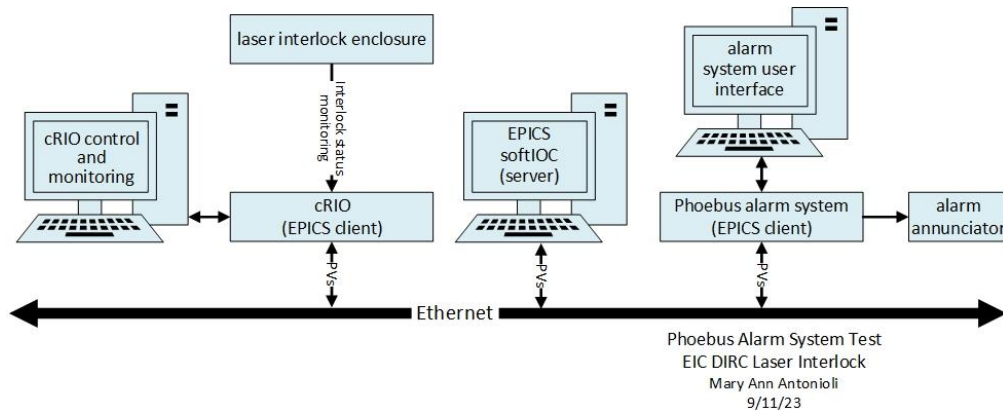 laser interlock enclosure
alarm
system user
interface
cRIO control
and
monitoring
Interlock status
monitoring
EPICS
softIOC
(server)
cRIO
(EPICS client)
Phoebus alarm system
(EPICS client)
alarm
annunciator
PVs
PVs
PVs
Ethernet
Phoebus Alarm System Test
EIC DIRC Laser Interlock
Mary Ann Antonioli
9/11/23